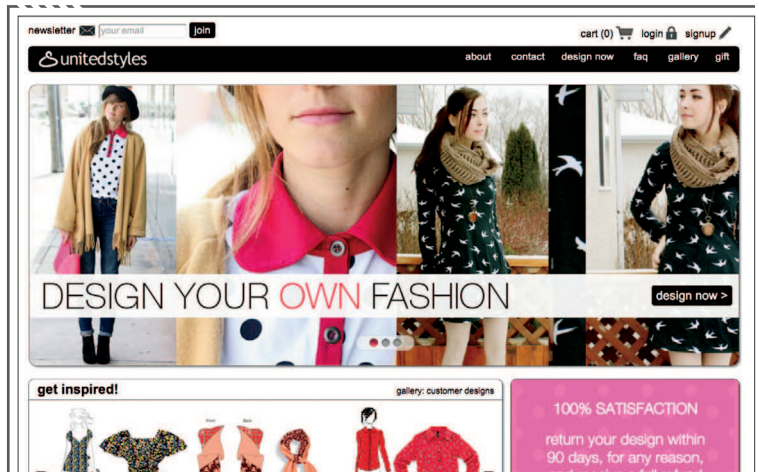 newsletter your email join
cart (0) login signup
unitedstyles
about contact design now faq gallery gift
DESIGN YOUR OWN FASHION
design now >
get inspired!
gallery: customer designs
100% SATISFACTION
return your design within
90 days, for any reason,